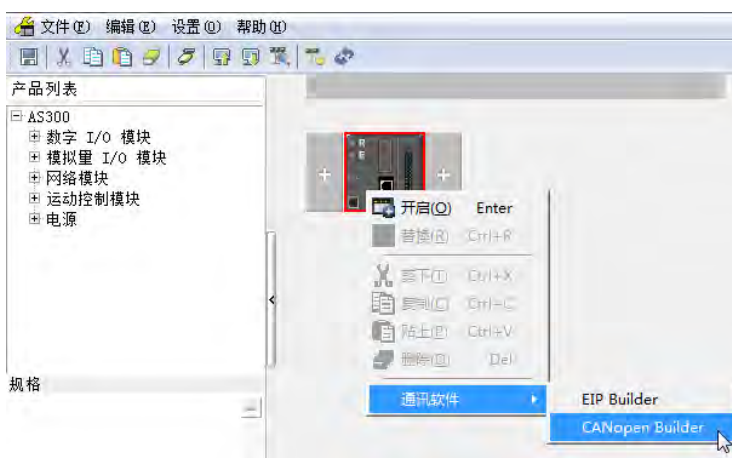 文件(F) 编辑(E) 设置(O) 帮助(H)
产品列表
AS300
数字 I/O 模块
模拟量 I/O 模块
网络模块
运动控制模块
电源
R
E
开启(O) Enter
替换(R) Ctrl+R
剪下(T) Ctrl+X
复制(C) Ctrl+C
贴上(P) Ctrl+V
删除(D) Del
通讯软件
EIP Builder
CANopen Builder
规格